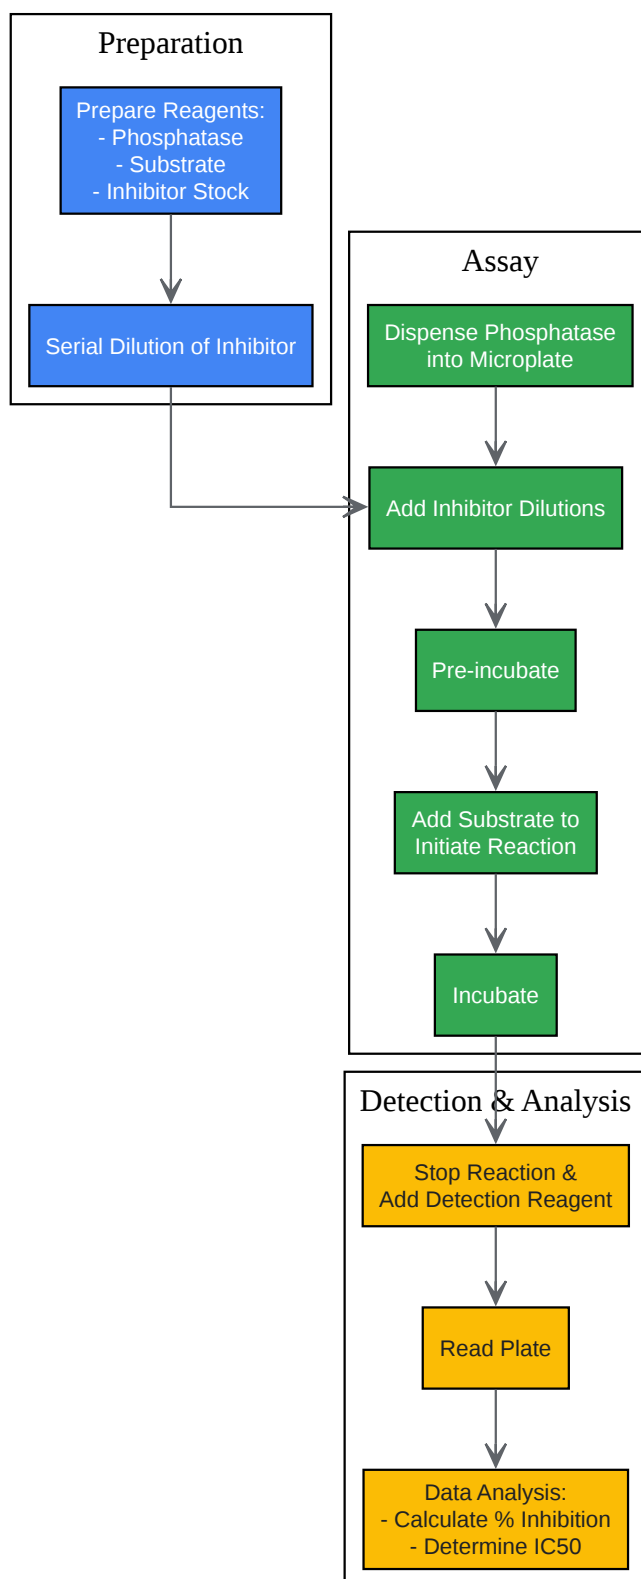 Preparation
Prepare Reagents:
- Phosphatase
- Substrate
- Inhibitor Stock
Serial Dilution of Inhibitor
Assay
Dispense Phosphatase
into Microplate
Add Inhibitor Dilutions
Pre-incubate
Add Substrate to
Initiate Reaction
Incubate
Detection & Analysis
Stop Reaction &
Add Detection Reagent
Read Plate
Data Analysis:
- Calculate % Inhibition
- Determine IC50